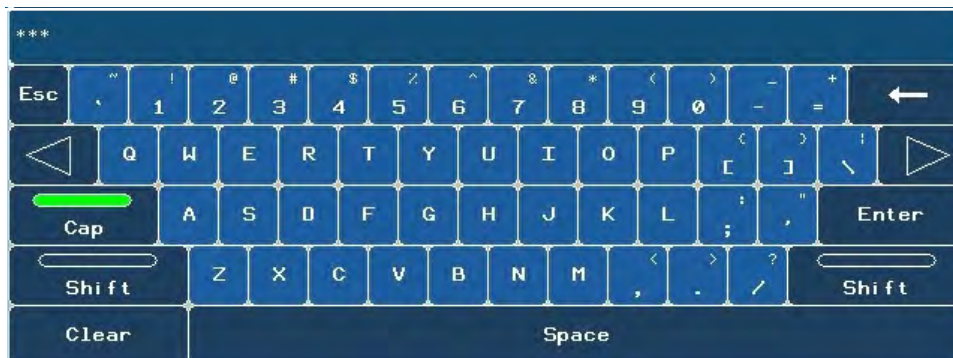 ***
Esc ~ ` ! 1 @ 2 # 3 $ 4 % 5 ^ 6 & 7 * 8 ( 9 ) 0 _ - + = ←
Q W E R T Y U I O P { [ } ] | \
Cap A S D F G H J K L : ; " ' Enter
Shift Z X C V B N M < , > . ? / Shift
Clear Space